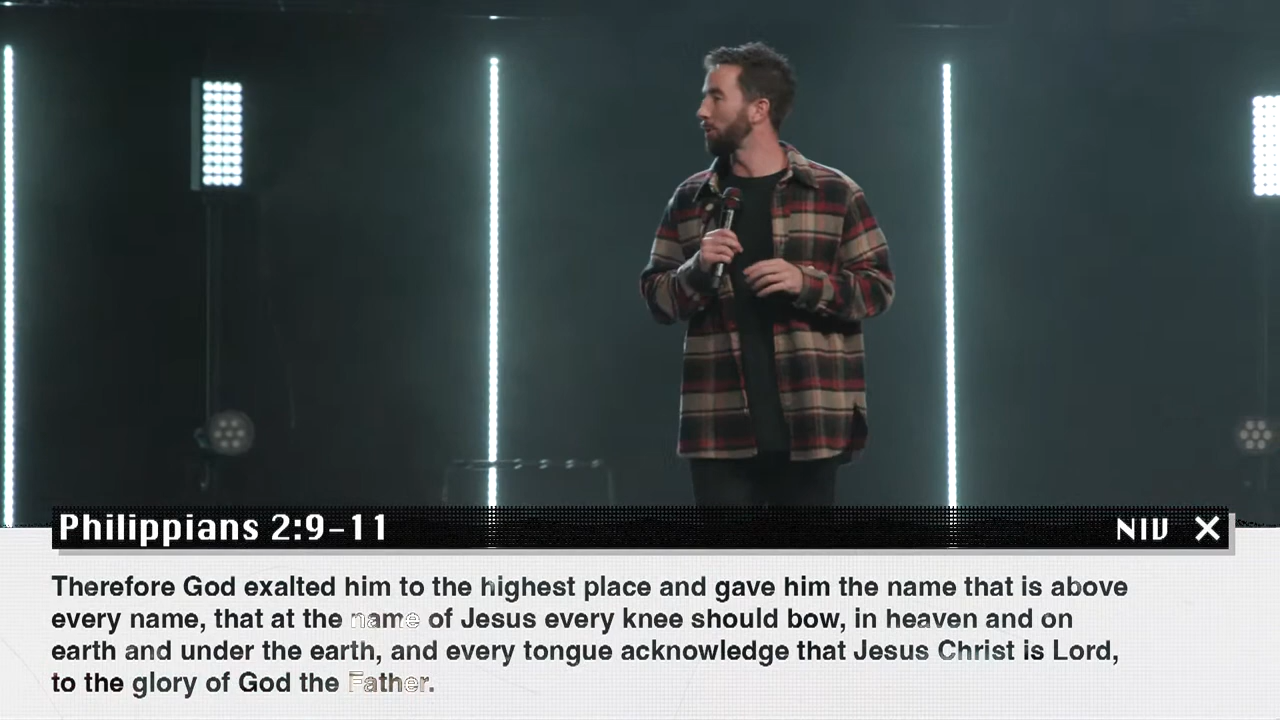 Philippians 2:9-11
NIV
Therefore God exalted him to the highest place and gave him the name that is above
every name, that at the name of Jesus every knee should bow, in heaven and on
earth and under the earth, and every tongue acknowledge that Jesus Christ is Lord,
to the glory of God the Father.